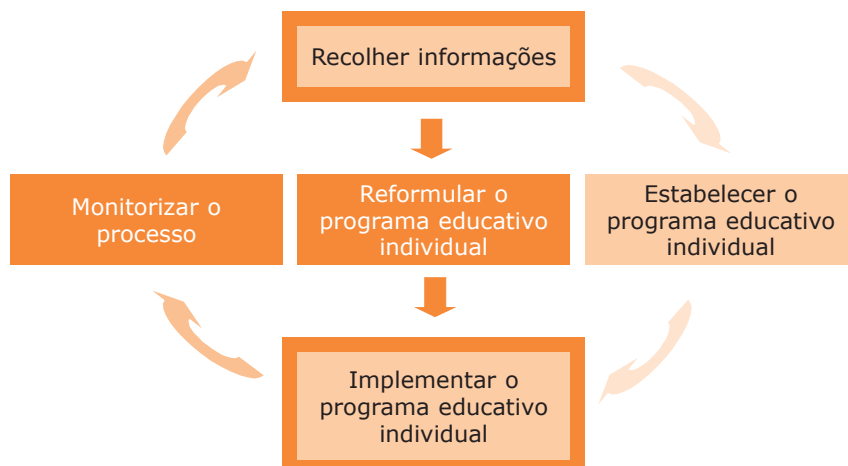 Recolher informações
Monitorizar o
processo
Reformular o
programa educativo
individual
Estabelecer o
programa educativo
individual
Implementar o
programa educativo
individual